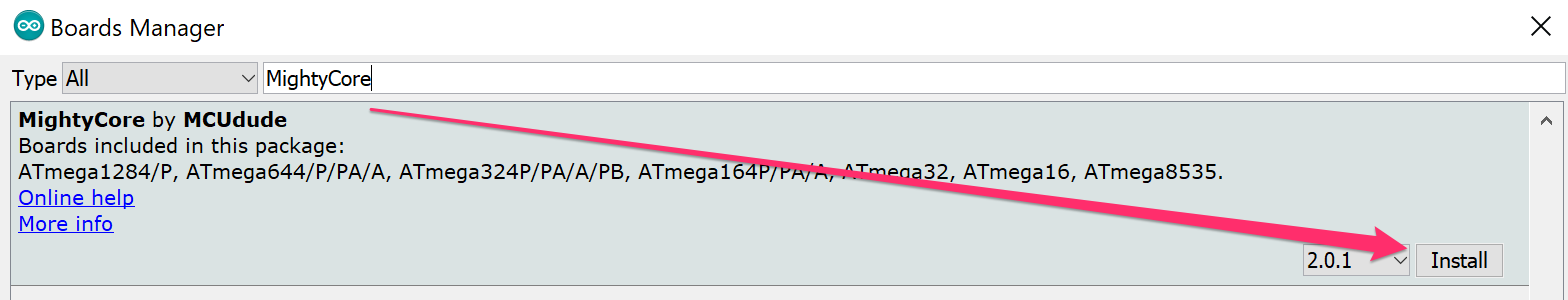 Boards Manager
Type All MightyCore
MightyCore by MCUdude
Boards included in this package:
ATmega1284/P, ATmega644/P/PA/A, ATmega324P/PA/A/PB, ATmega164P/PA/A, ATmega32, ATmega16, ATmega8535.
Online help
More info
2.0.1 Install